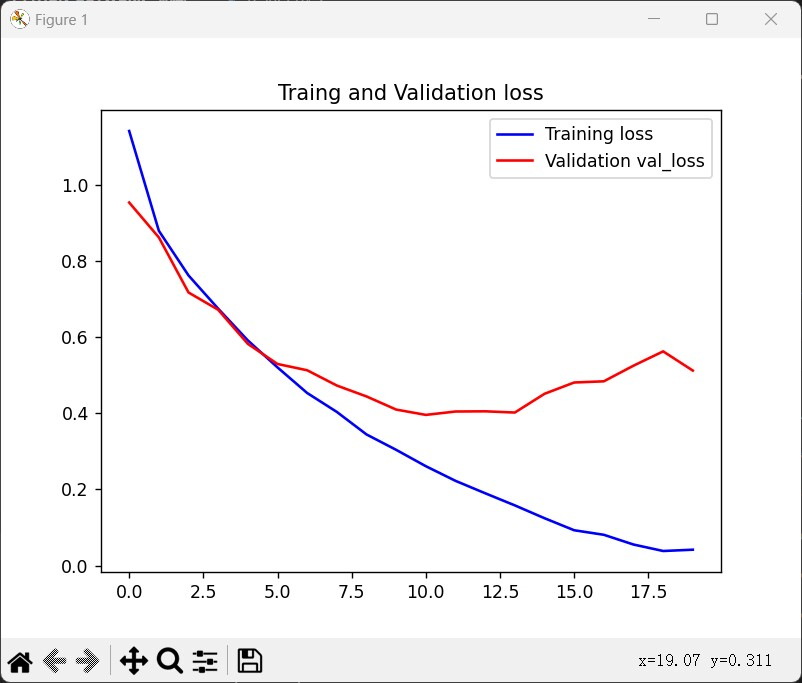 Figure 1
Traing and Validation loss
Training loss
Validation val_loss
1.0
0.8
0.6
0.4
0.2
0.0
0.0 2.5 5.0 7.5 10.0 12.5 15.0 17.5
x=19.07 y=0.311